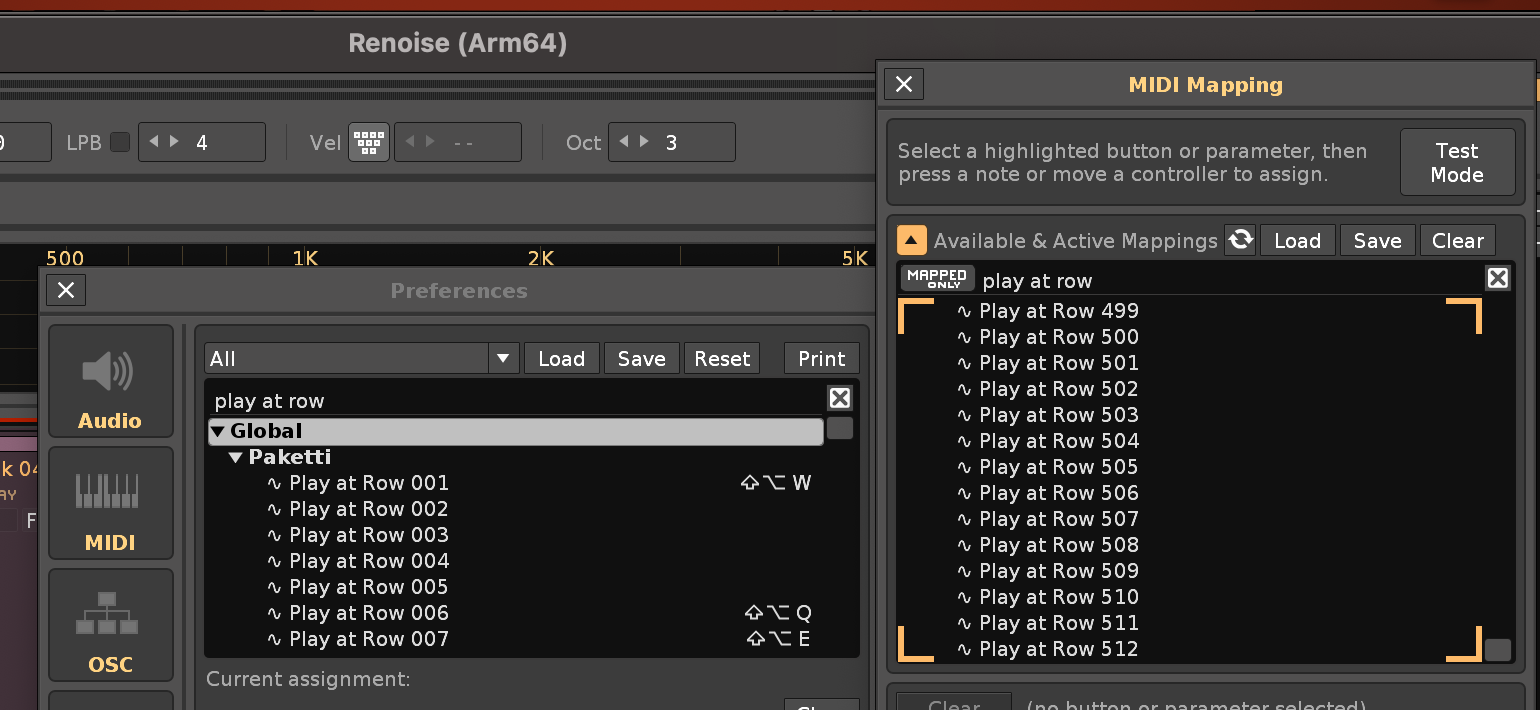 Renoise (Arm64)
LPB 4 Vel -- Oct 3
500 1K 2K 5K
Preferences
Audio
MIDI
OSC
All Load Save Reset Print
play at row
Global
Paketti
Play at Row 001 ⇧⌥ W
Play at Row 002
Play at Row 003
Play at Row 004
Play at Row 005
Play at Row 006 ⇧⌥ Q
Play at Row 007 ⇧⌥ E
Current assignment:
MIDI Mapping
Select a highlighted button or parameter, then
press a note or move a controller to assign.
Test
Mode
Available & Active Mappings Load Save Clear
MAPPED
ONLY
play at row
Play at Row 499
Play at Row 500
Play at Row 501
Play at Row 502
Play at Row 503
Play at Row 504
Play at Row 505
Play at Row 506
Play at Row 507
Play at Row 508
Play at Row 509
Play at Row 510
Play at Row 511
Play at Row 512
Clear (no button or parameter selected)